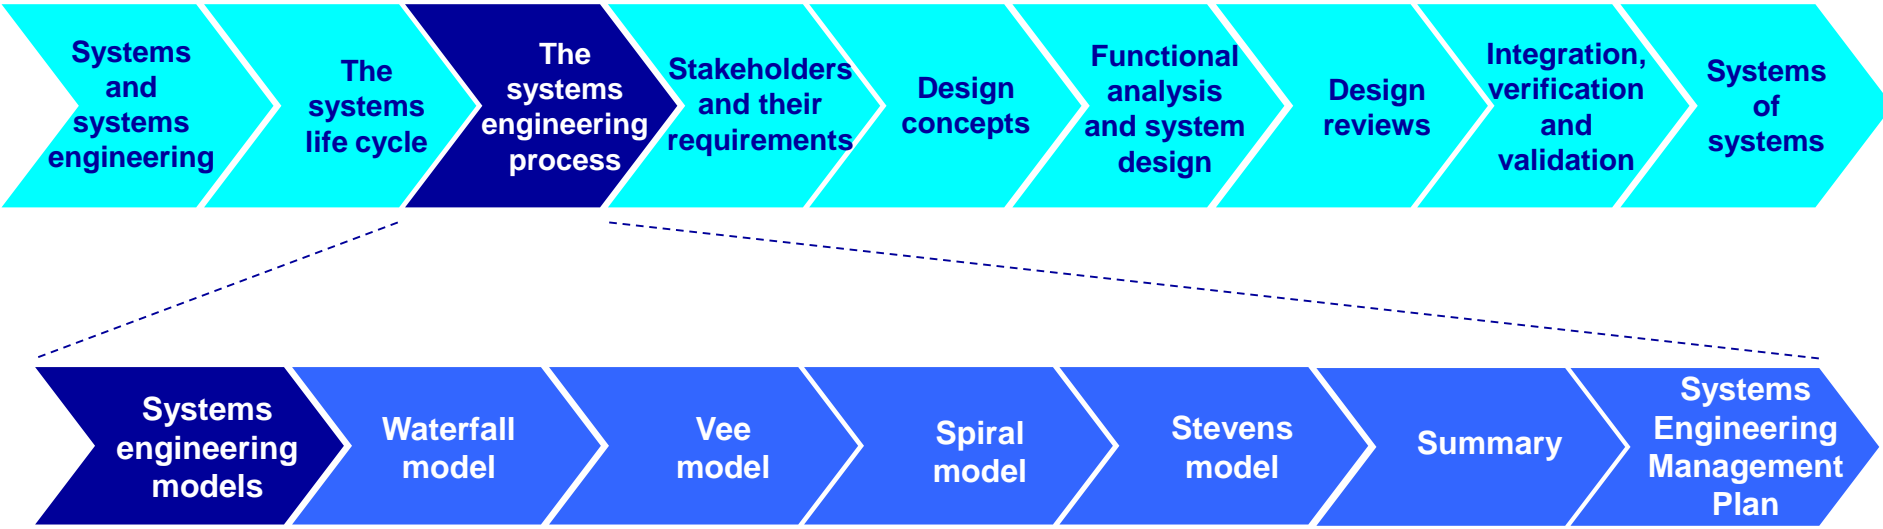 Systems
and
systems
engineering
The
systems
life cycle
The
systems
engineering
process
Stakeholders
and their
requirements
Design
concepts
Functional
analysis
and system
design
Design
reviews
Integration,
verification
and
validation
Systems
of
systems
Systems
engineering
models
Waterfall
model
Vee
model
Spiral
model
Stevens
model
Summary
Systems
Engineering
Management
Plan